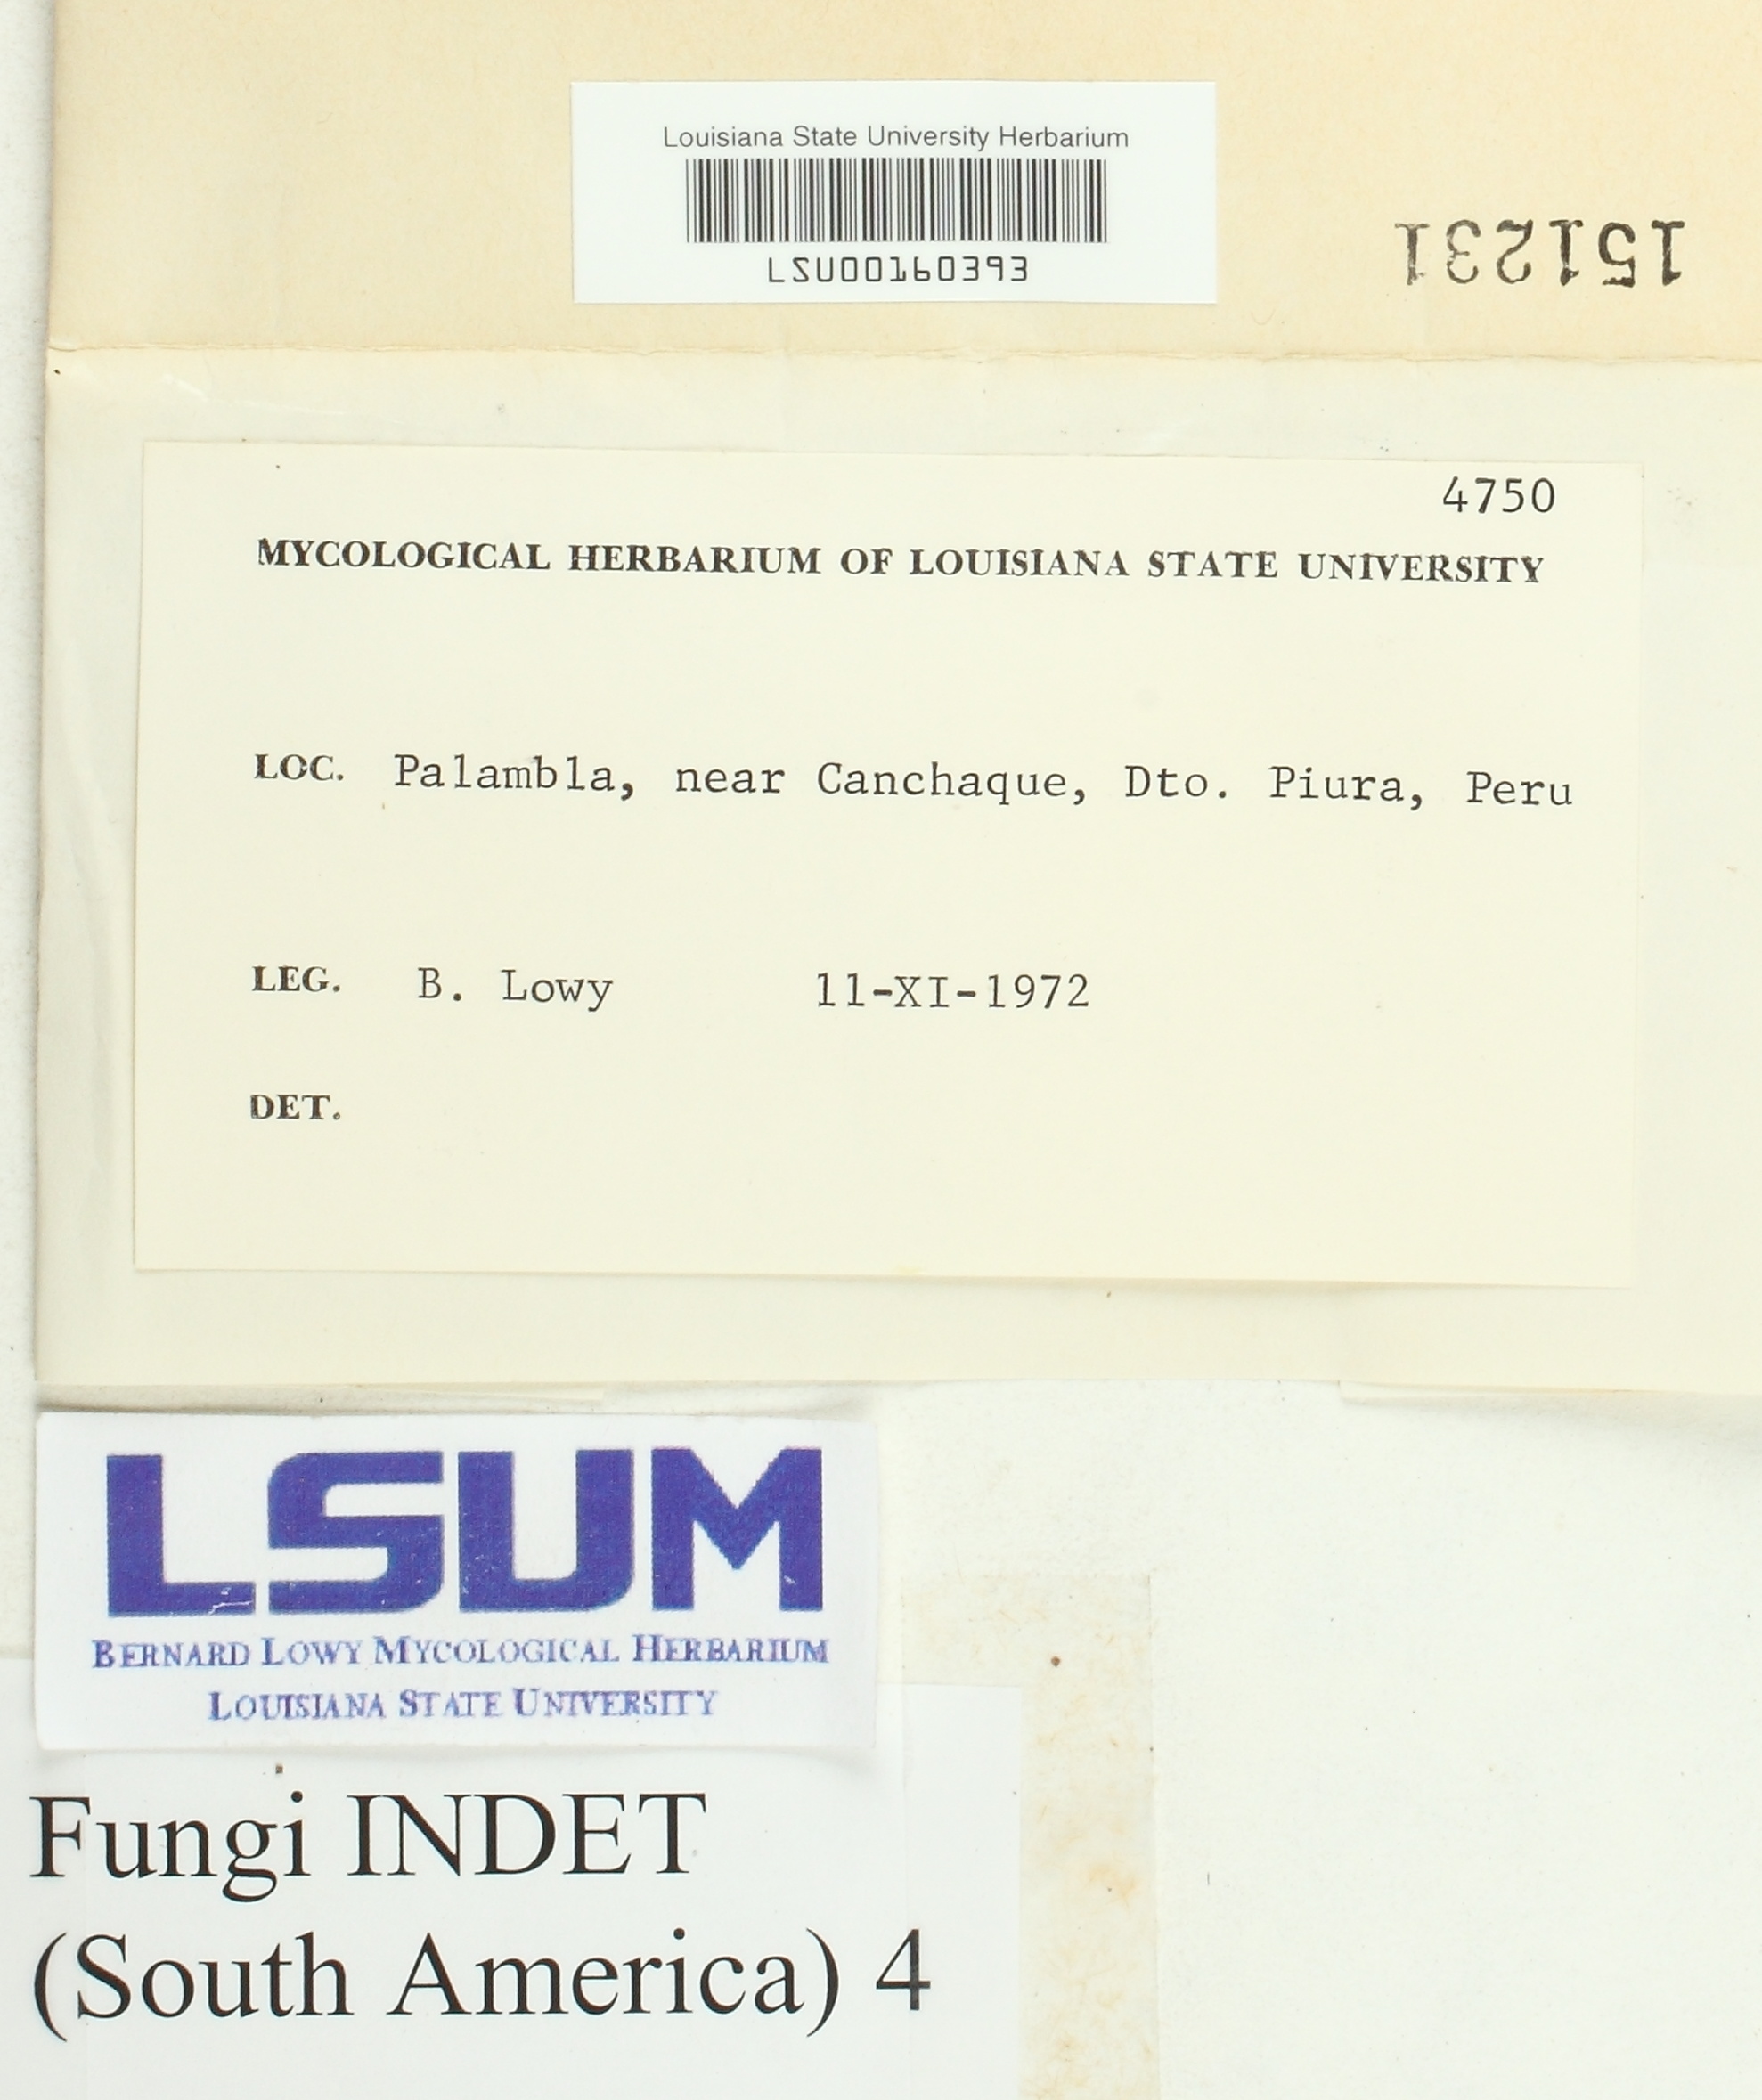 Louisiana State University Herbarium
LSU00160393
151231
4750
MYCOLOGICAL HERBARIUM OF LOUISIANA STATE UNIVERSITY
LOC. Palambla, near Canchaque, Dto. Piura, Peru
LEG. B. Lowy 11-XI-1972
DET.
LSUM
BERNARD LOWY MYCOLOGICAL HERBARIUM
LOUISIANA STATE UNIVERSITY
Fungi INDET
(South America) 4